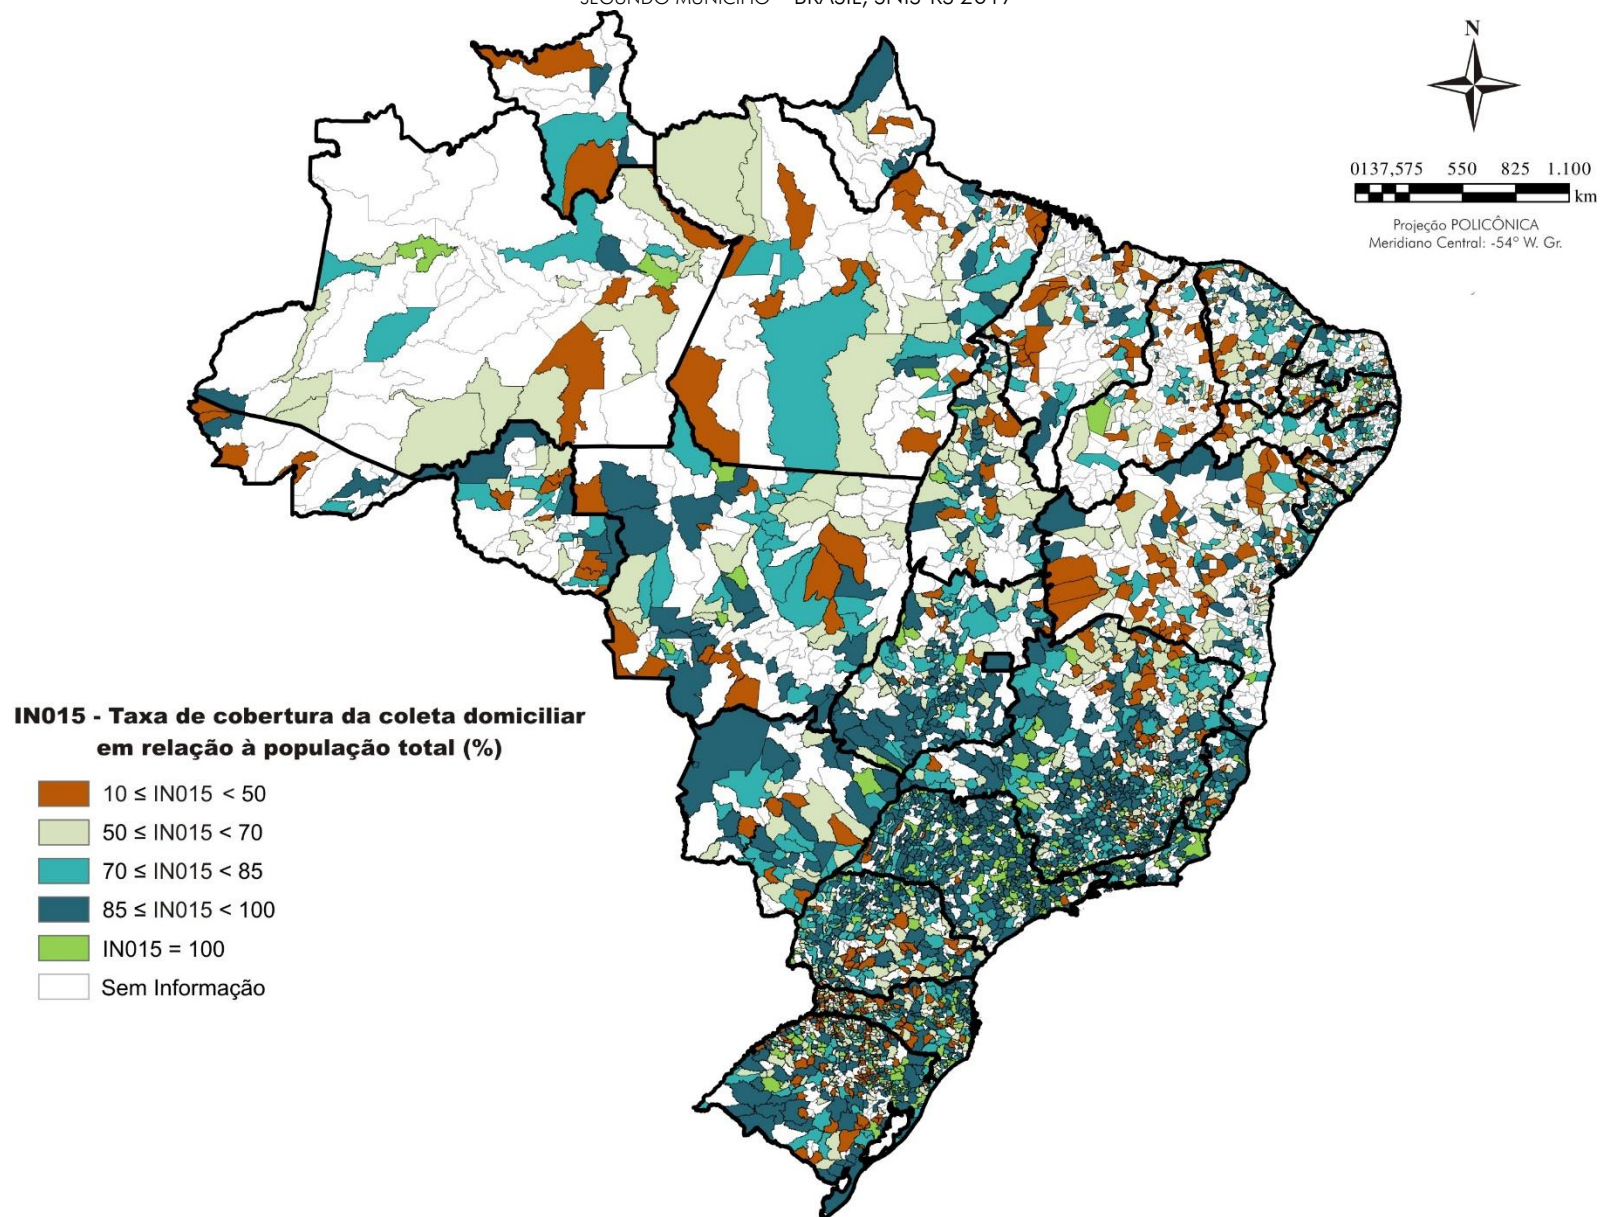 N
0137,575 550 825 1.100
km
Projeção POLICÔNICA
Meridiano Central: -54° W. Gr.
IN015 - Taxa de cobertura da coleta domiciliar
em relação à população total (%)
10 ≤ IN015 < 50
50 ≤ IN015 < 70
70 ≤ IN015 < 85
85 ≤ IN015 < 100
IN015 = 100
Sem Informação